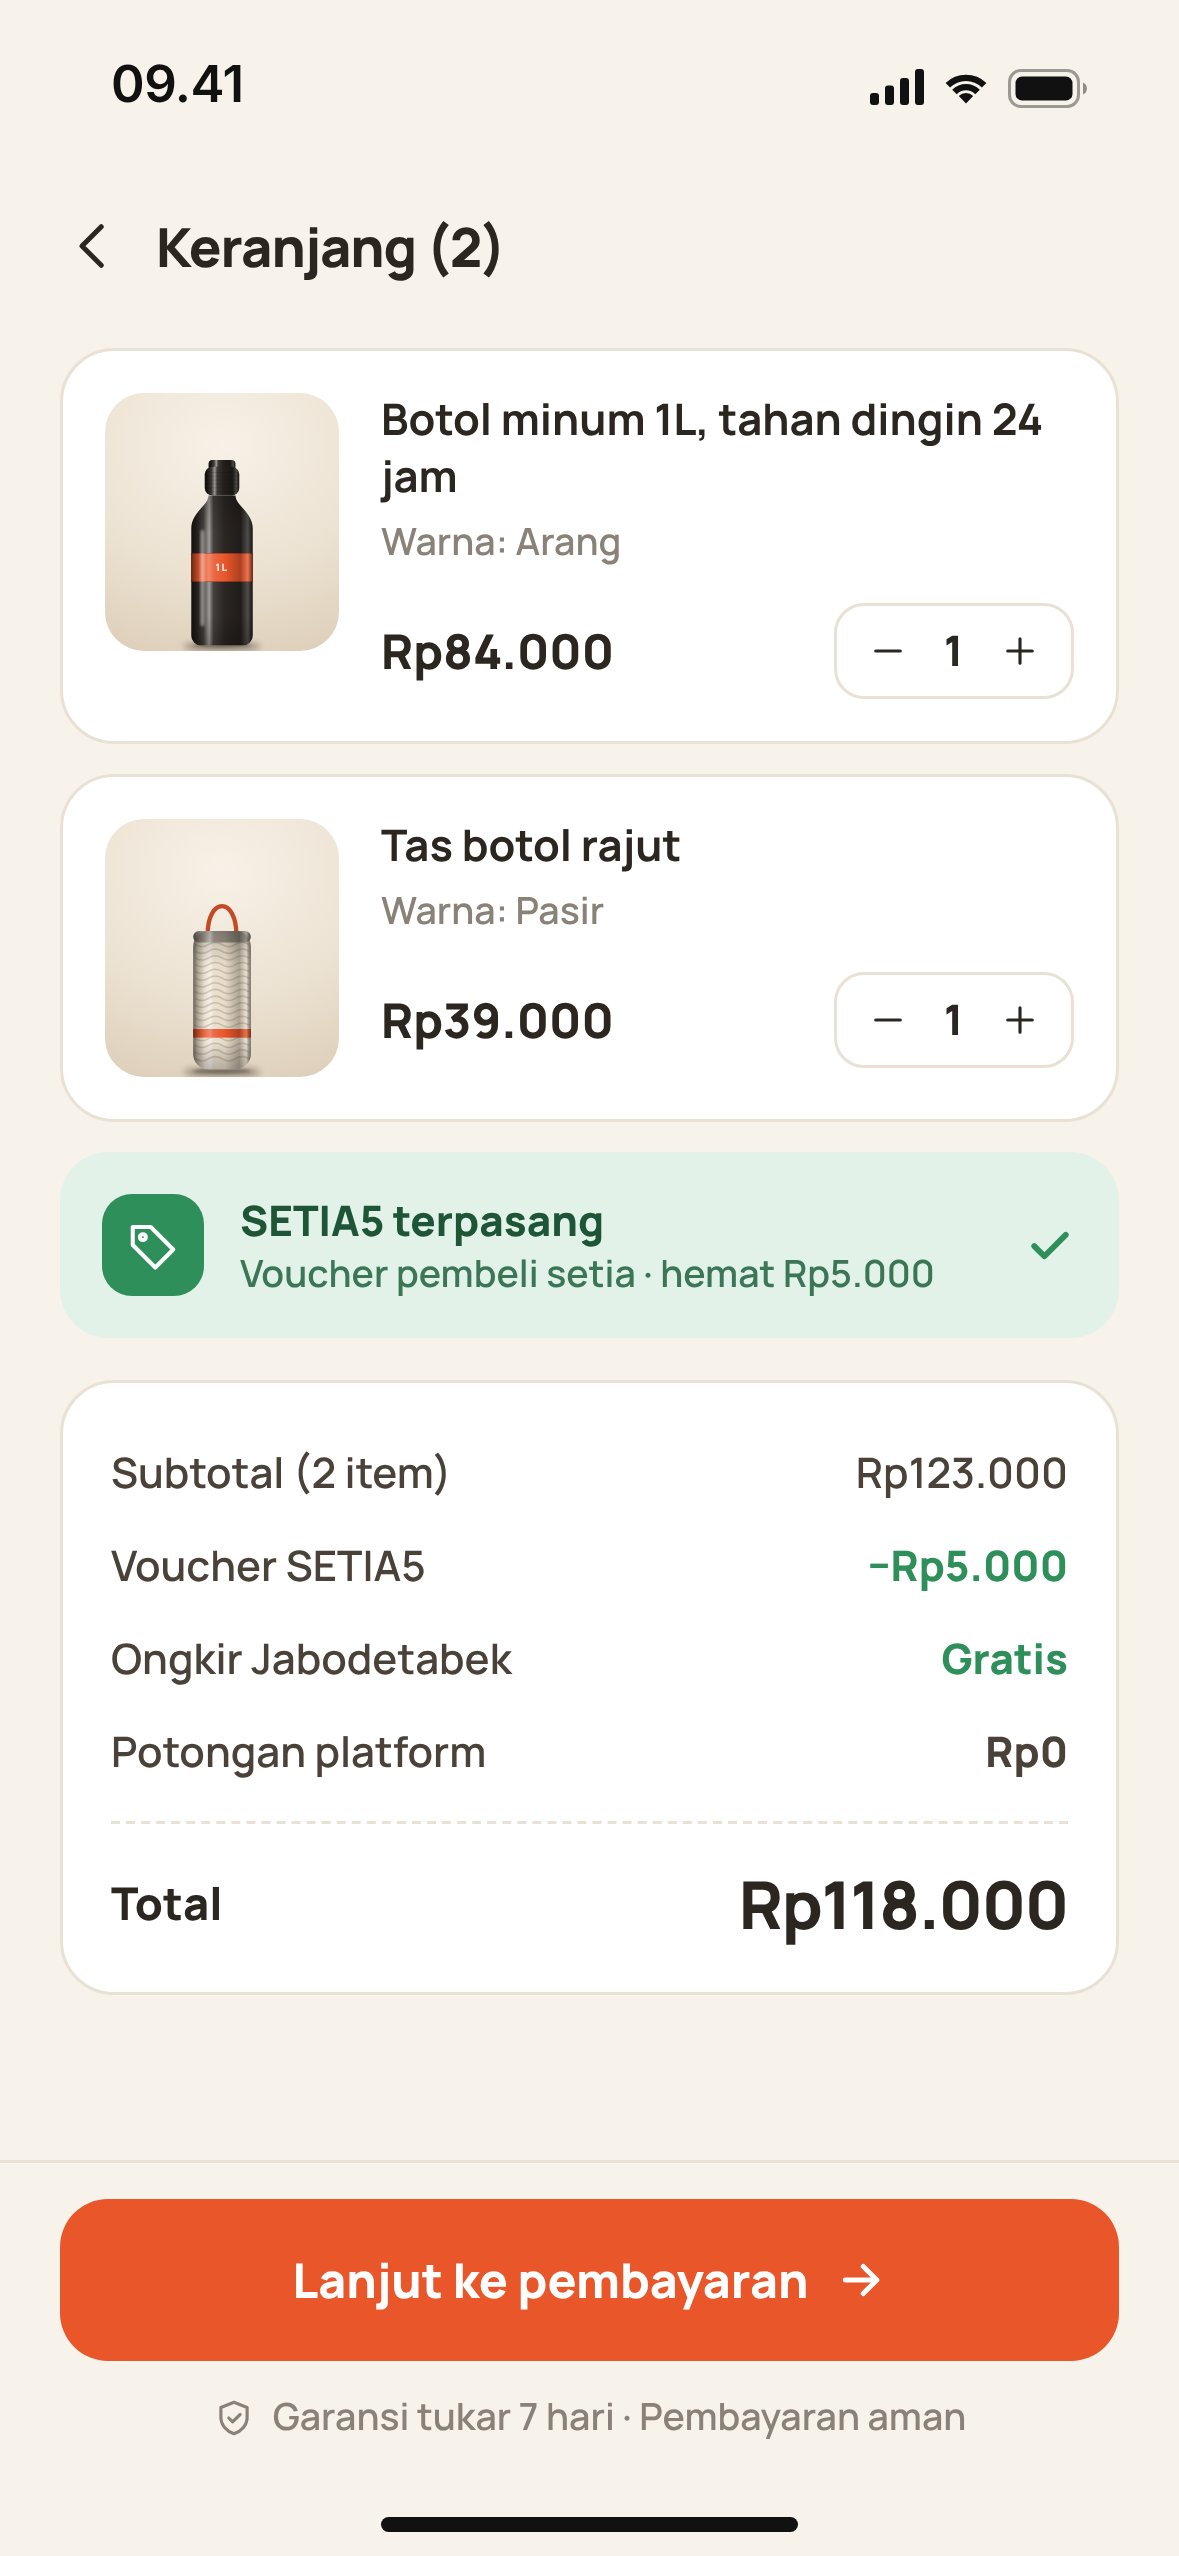 09.41
Keranjang (2)
Botol minum 1L, tahan dingin 24
jam
Warna: Arang
1L
Rp84.000
1
Tas botol rajut
Warna: Pasir
Rp39.000
1
SETIA5 terpasang
Voucher pembeli setia · hemat Rp5.000
Subtotal (2 item) Rp123.000
Voucher SETIA5 −Rp5.000
Ongkir Jabodetabek Gratis
Potongan platform Rp0
Total Rp118.000
Lanjut ke pembayaran →
Garansi tukar 7 hari · Pembayaran aman